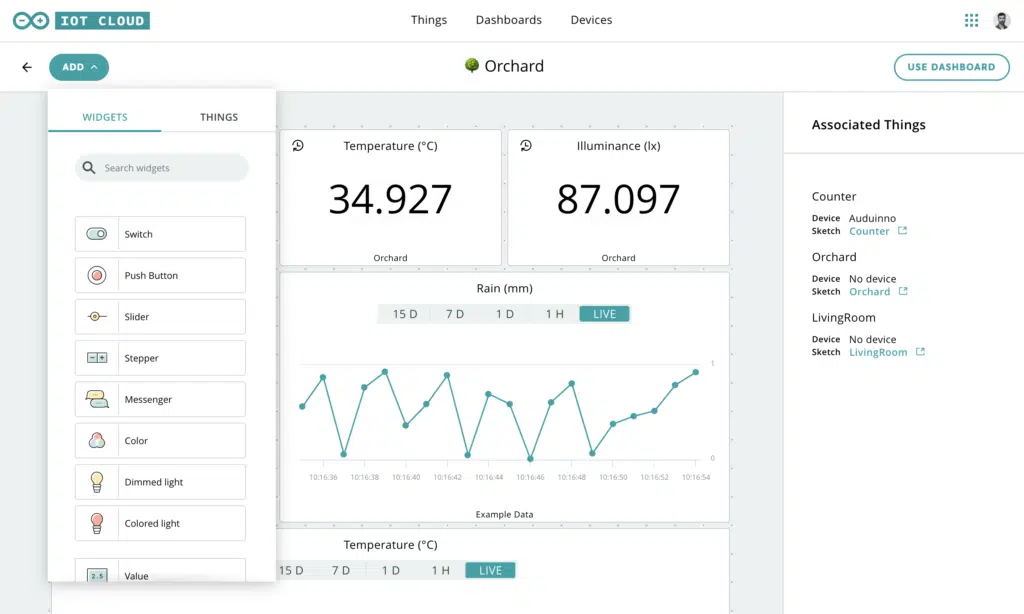 IOT CLOUD
Things Dashboards Devices
ADD
Orchard
USE DASHBOARD
WIDGETS THINGS
Search widgets
Switch
Push Button
Slider
Stepper
Messenger
Color
Dimmed light
Colored light
2.5 Value
Temperature (°C)
34.927
Orchard
Illuminance (lx)
87.097
Orchard
Rain (mm)
15 D 7 D 1 D 1 H LIVE
1
0
10:16:36 10:16:38 10:16:40 10:16:42 10:16:44 10:16:46 10:16:48 10:16:50 10:16:52 10:16:54
Example Data
Temperature (°C)
15 D 7 D 1 D 1 H LIVE
Associated Things
Counter
Device Auduinno
Sketch Counter
Orchard
Device No device
Sketch Orchard
LivingRoom
Device No device
Sketch LivingRoom